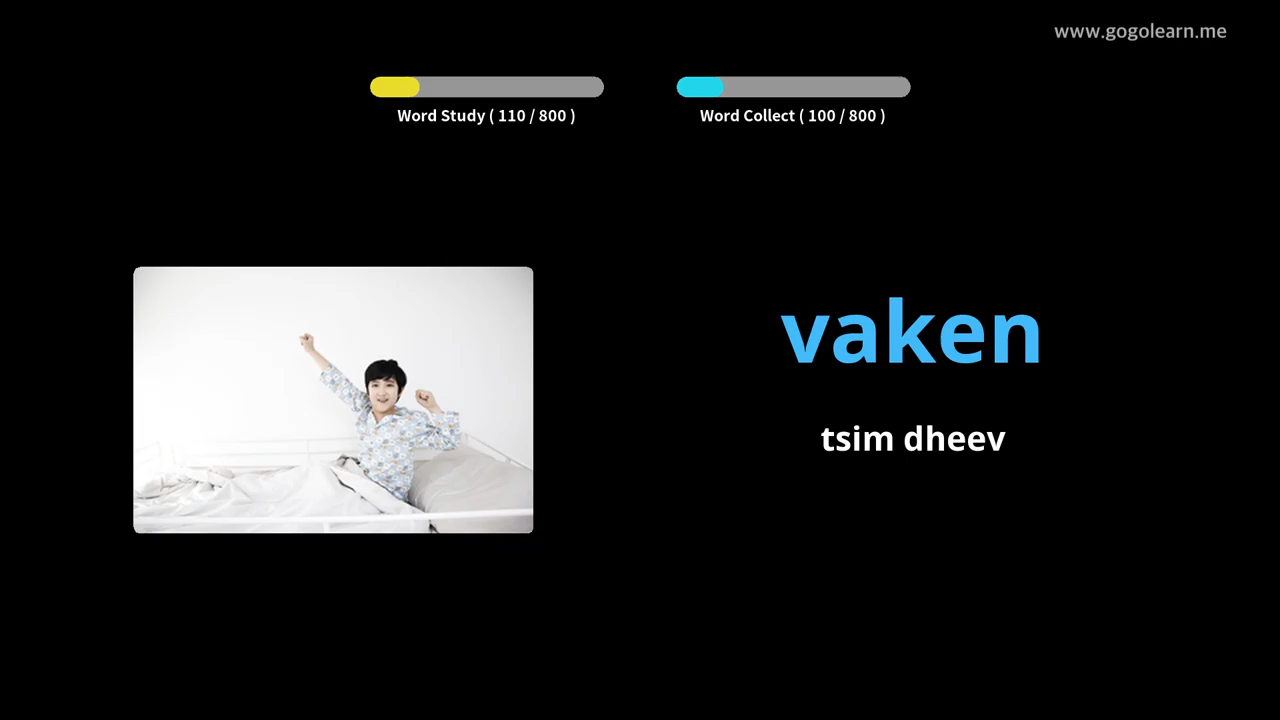 www.gogolearn.me
Word Study ( 110 / 800 )
Word Collect ( 100 / 800 )
vaken
tsim dheev